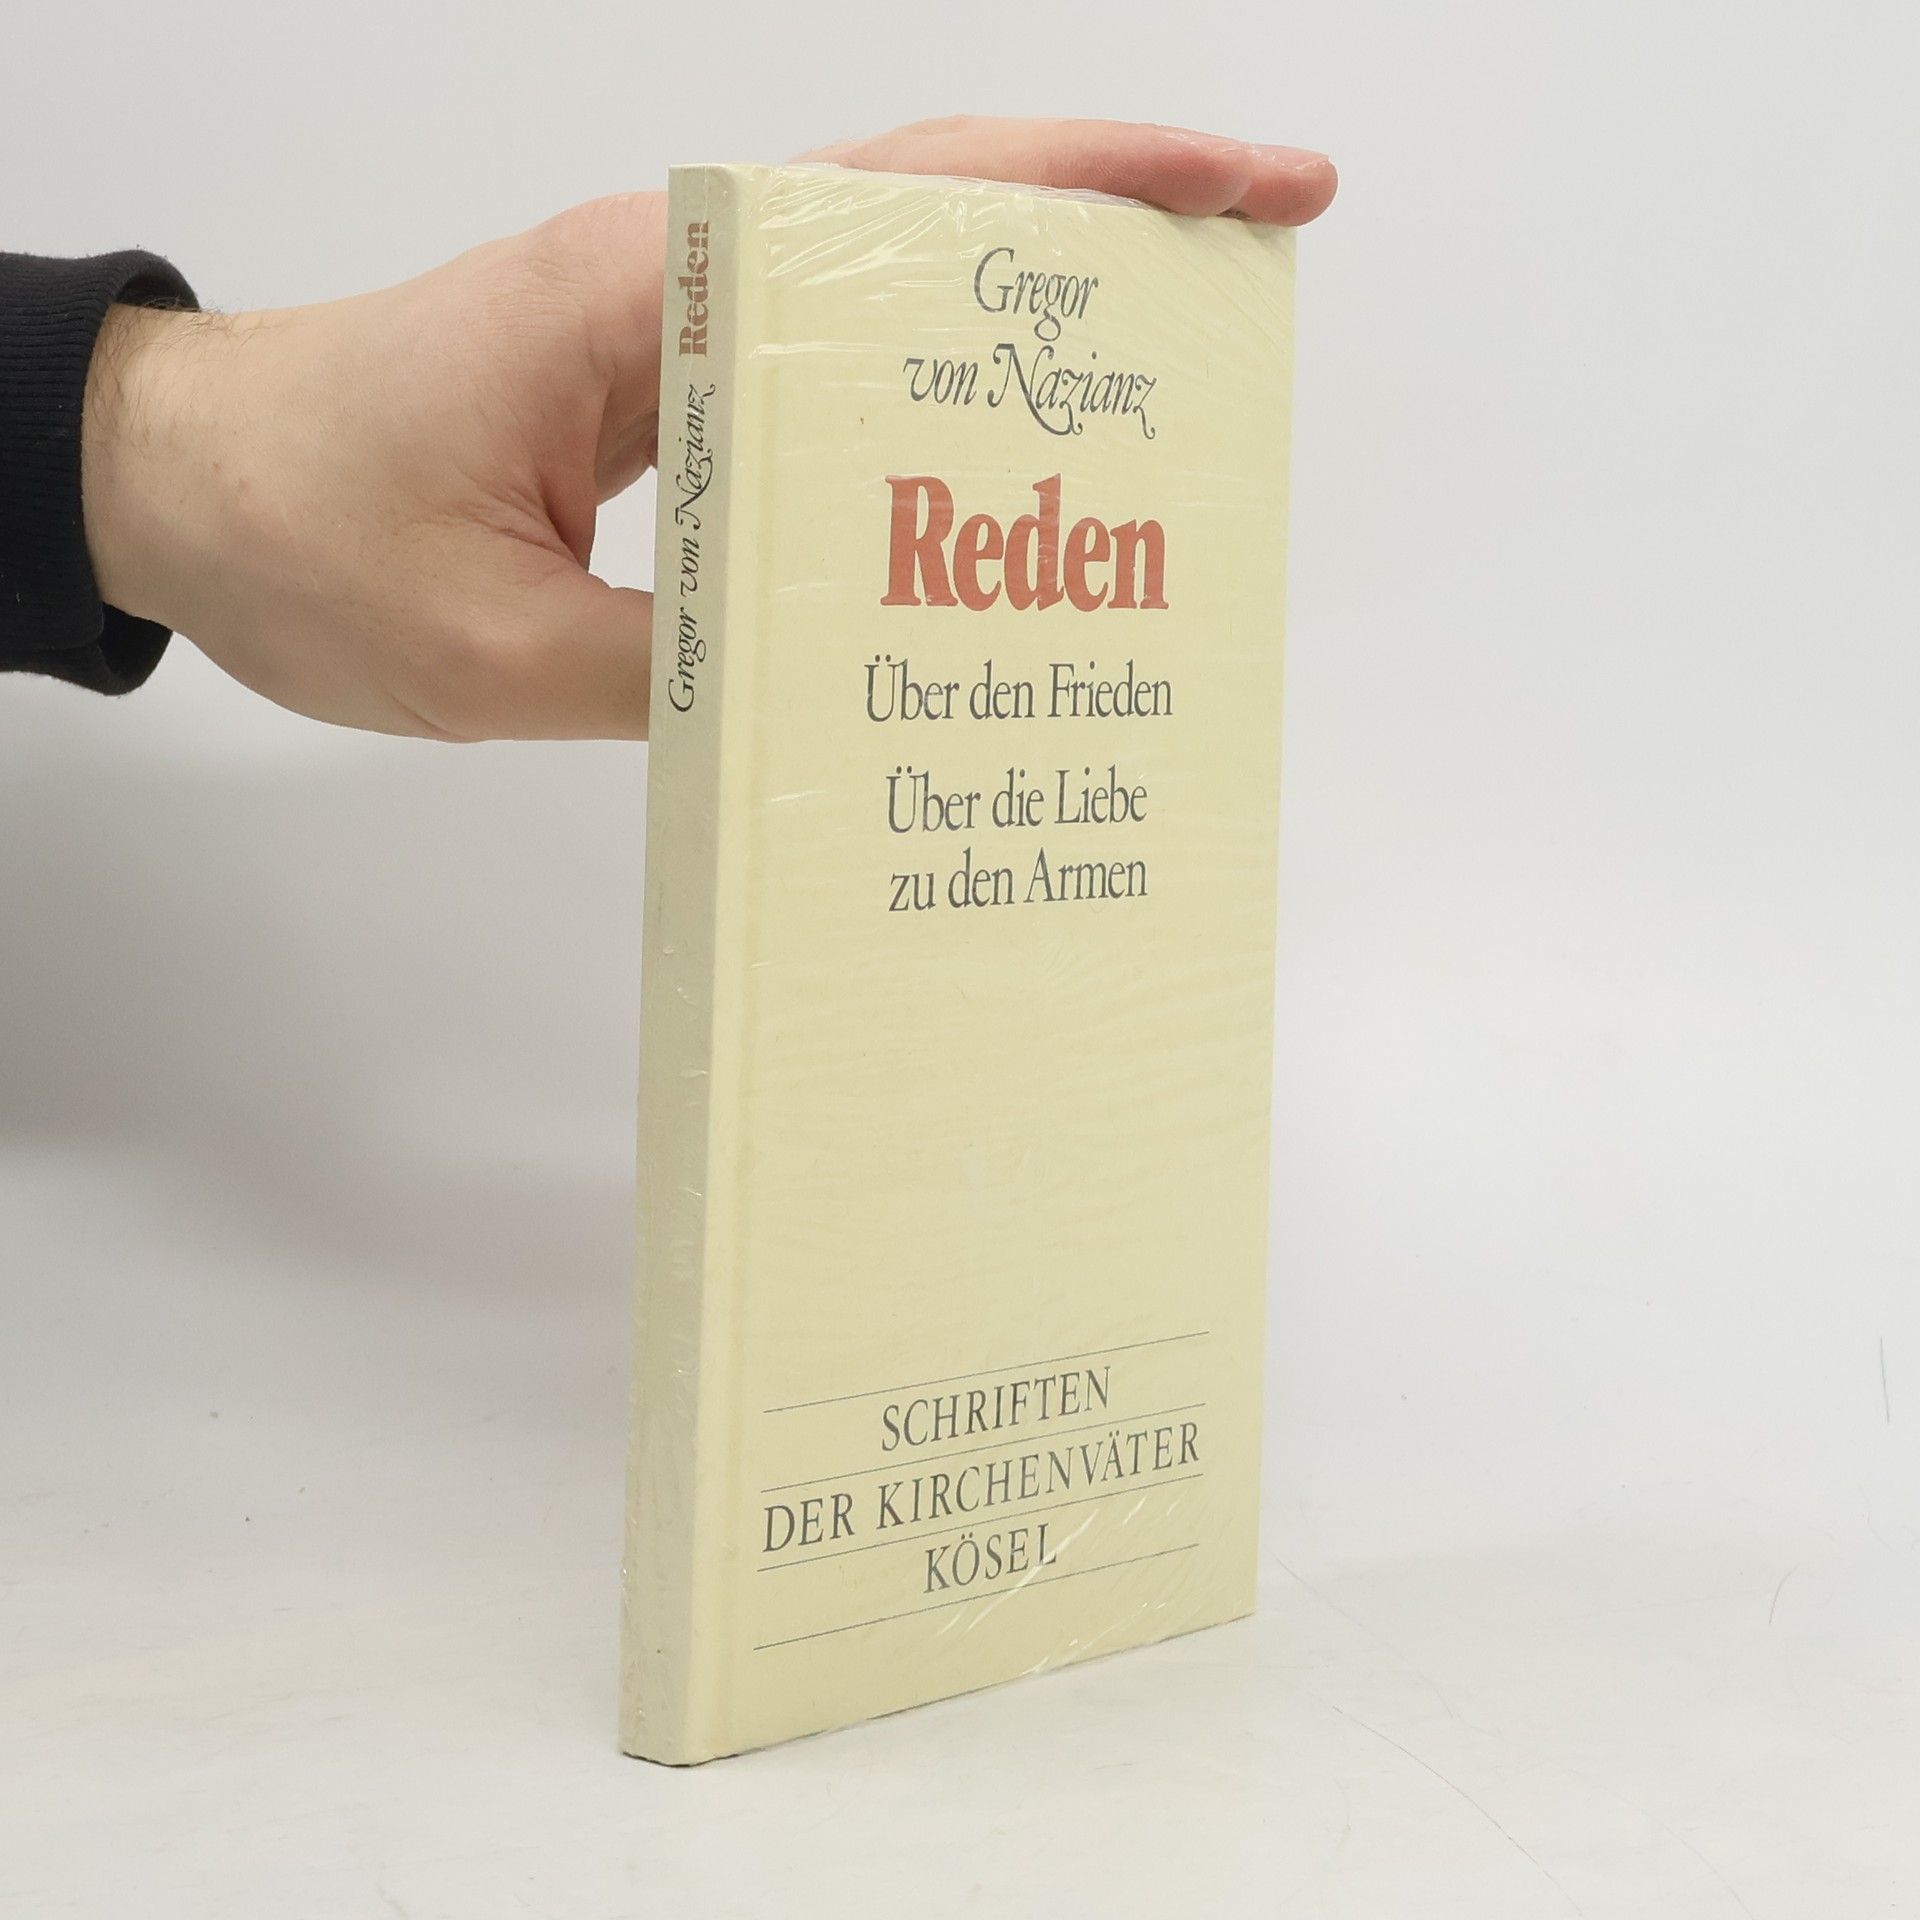 Gregor von Nazianz Reden
Gregor
von Nazianz
Reden
Über den Frieden
Über die Liebe
zu den Armen
SCHRIFTEN
DER KIRCHENVÄTER
KÖSEL